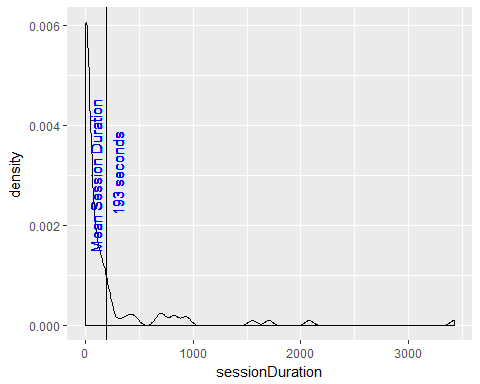 0.006
0.004
0.002
0.000
density
Mean Session Duration
193 seconds
0
1000
2000
3000
sessionDuration